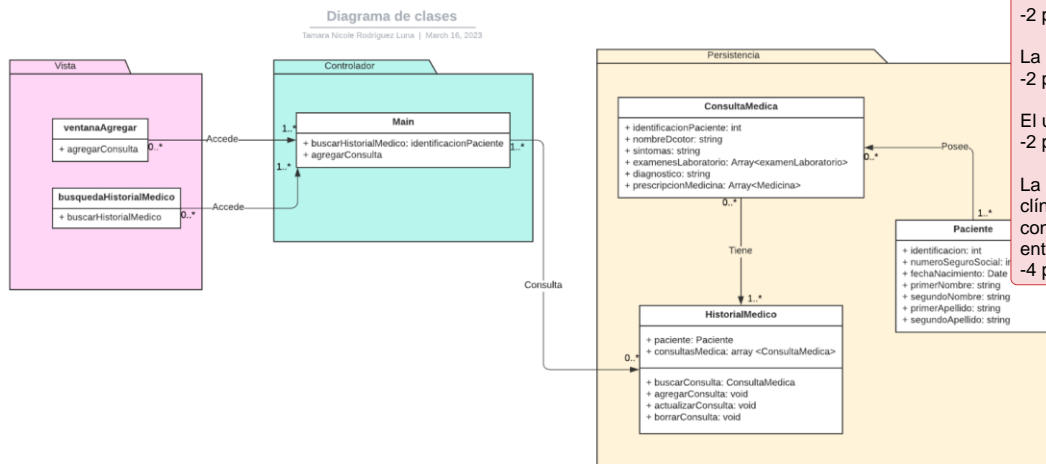 Diagrama de clases
Tamara Nicole Rodriguez Luna | March 16, 2023
Vista
ventanaAgregar
+ agregarConsulta
0..*
busquedaHistorialMedico
+ buscarHistorialMedico
0..*
Accede
Accede
Controlador
1..*
1..*
Main
+ buscarHistorialMedico: identificacionPaciente
+ agregarConsulta
1..*
Consulta
Persistencia
ConsultaMedica
+ identificacionPaciente: int
+ nombreDcotor: string
+ sintomas: string
+ examenesLaboratorio: Array<examenLaboratorio>
+ diagnostico: string
+ prescripcionMedicina: Array<Medicina>
0..*
0..*
Posee
1..*
Paciente
+ identificacion: int
+ numeroSeguroSocial: in
+ fechaNacimiento: Date
+ primerNombre: string
+ segundoNombre: string
+ primerApellido: string
+ segundoApellido: string
Tiene
1..*
HistorialMedico
+ paciente: Paciente
+ consultasMedica: array <ConsultaMedica>
0..*
+ buscarConsulta: ConsultaMedica
+ agregarConsulta: void
+ actualizarConsulta: void
+ borrarConsulta: void
-2 p
La
-2 p
El u
-2 p
La
clín
con
ent
-4 p